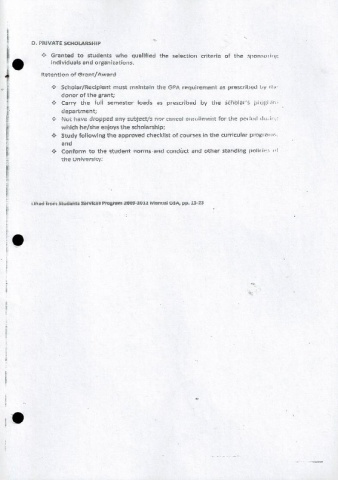 D. PRIVATE SCHOLARSHIP
❖ Granted to students who qualified the selection criteria of the sponsoring
individuals and organizations.
Retention of Grant/Award
❖ Scholar/Recipient must maintain the GPA requirement as prescribed by the
donor of the grant;
❖ Carry the full semester loads as prescribed by the scholar's program
department;
❖ Not have dropped any subject/s nor cancel enrollment for the period during
which he/she enjoys the scholarship;
❖ Study following the approved checklist of courses in the curricular programs,
and
❖ Conform to the student norms and conduct and other standing policies of
the University.
Lifted from Students Services Program Manual pp. 13-23